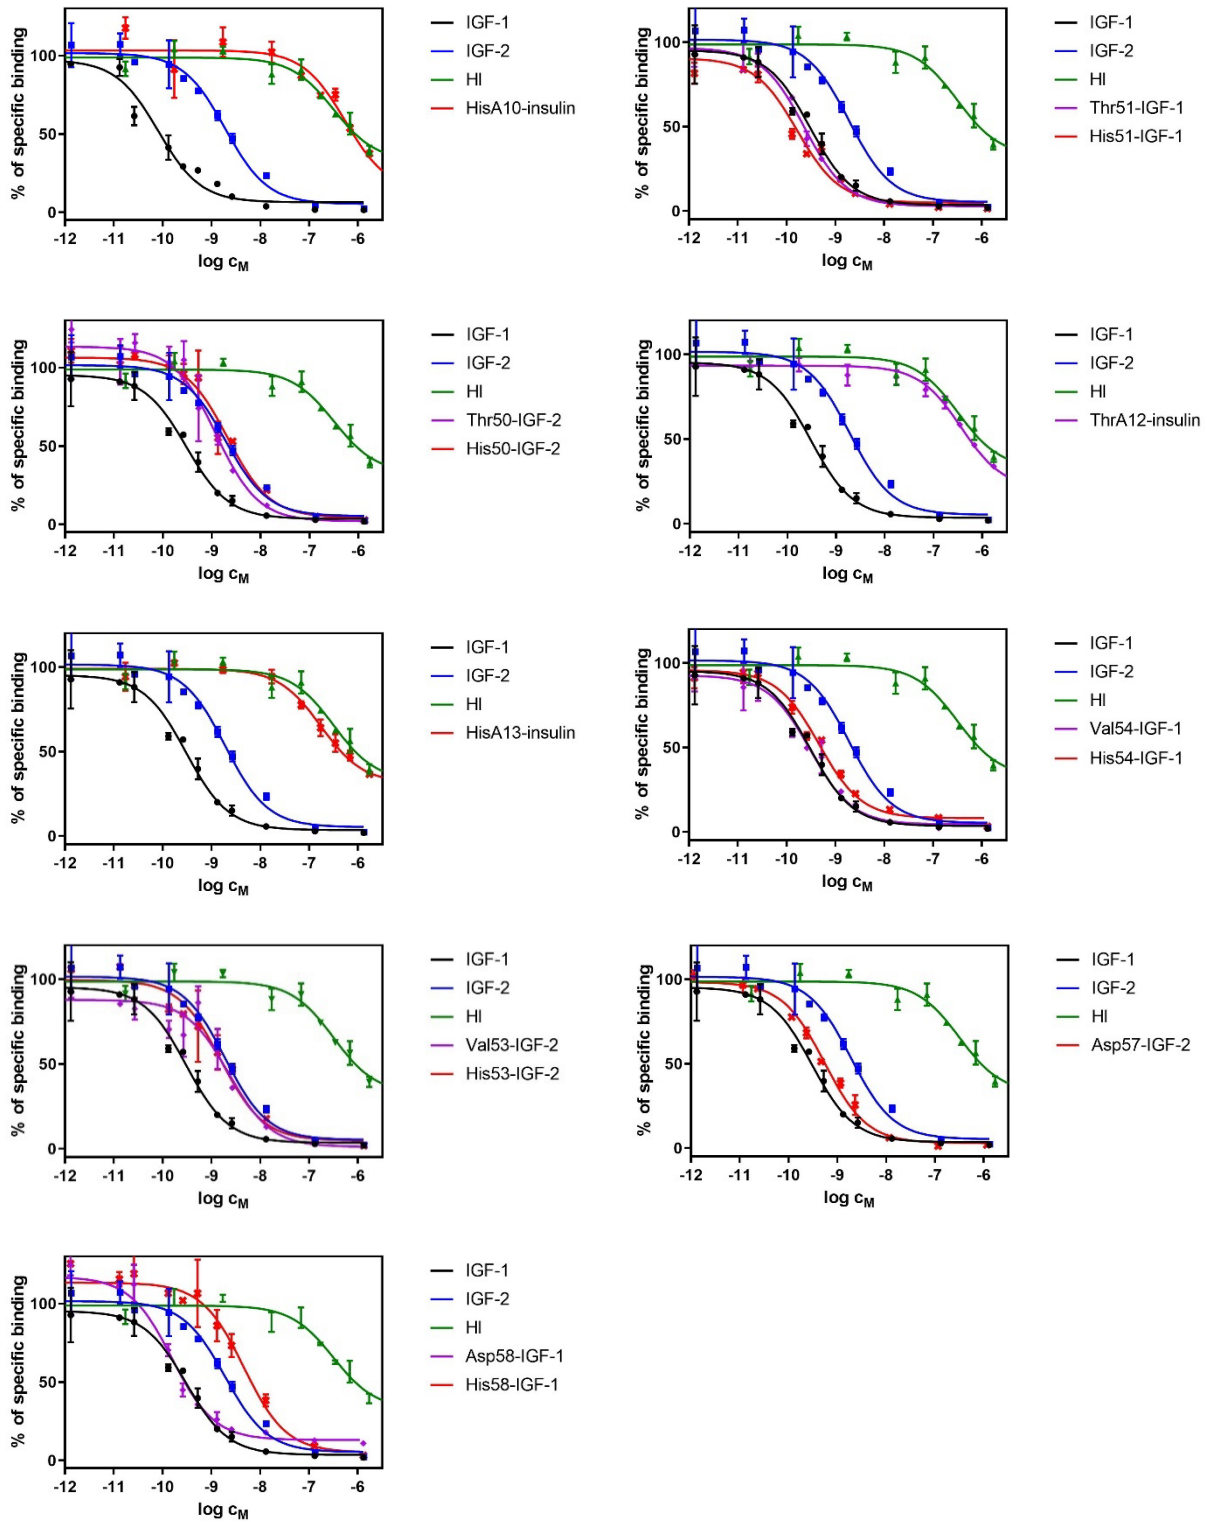 % of specific binding
100
50
0
-12 -11 -10 -9 -8 -7 -6
log cM
IGF-1
IGF-2
HI
HisA10-insulin
% of specific binding
100
50
0
-12 -11 -10 -9 -8 -7 -6
log cM
IGF-1
IGF-2
HI
Thr51-IGF-1
His51-IGF-1
% of specific binding
100
50
0
-12 -11 -10 -9 -8 -7 -6
log cM
IGF-1
IGF-2
HI
Thr50-IGF-2
His50-IGF-2
% of specific binding
100
50
0
-12 -11 -10 -9 -8 -7 -6
log cM
IGF-1
IGF-2
HI
ThrA12-insulin
% of specific binding
100
50
0
-12 -11 -10 -9 -8 -7 -6
log cM
IGF-1
IGF-2
HI
HisA13-insulin
% of specific binding
100
50
0
-12 -11 -10 -9 -8 -7 -6
log cM
IGF-1
IGF-2
HI
Val54-IGF-1
His54-IGF-1
% of specific binding
100
50
0
-12 -11 -10 -9 -8 -7 -6
log cM
IGF-1
IGF-2
HI
Val53-IGF-2
His53-IGF-2
% of specific binding
100
50
0
-12 -11 -10 -9 -8 -7 -6
log cM
IGF-1
IGF-2
HI
Asp57-IGF-2
% of specific binding
100
50
0
-12 -11 -10 -9 -8 -7 -6
log cM
IGF-1
IGF-2
HI
Asp58-IGF-1
His58-IGF-1